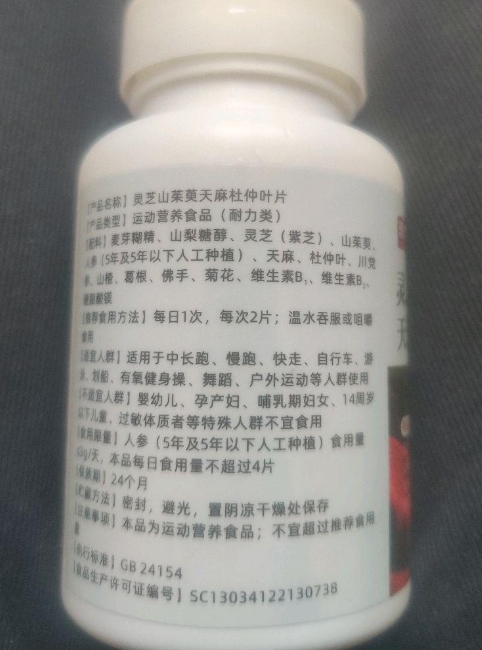 【产品名称】灵芝山茱萸天麻杜仲叶片
【产品类型】运动营养食品（耐力类）
【配料】麦芽糊精、山梨糖醇、灵芝（紫芝）、山茱萸、
人参（5年及5年以下人工种植）、天麻、杜仲叶、川党
参、山楂、葛根、佛手、菊花、维生素B₁、维生素B₂、
硬脂酸镁
【推荐食用方法】每日1次，每次2片；温水吞服或咀嚼
食用
【适宜人群】适用于中长跑、慢跑、快走、自行车、游
泳、划船、有氧健身操、舞蹈、户外运动等人群使用
【不适宜人群】婴幼儿、孕产妇、哺乳期妇女、14周岁
以下儿童、过敏体质者等特殊人群不宜食用
【食用限量】人参（5年及5年以下人工种植）食用量
≤3g/天，本品每日食用量不超过4片
【保质期】24个月
【贮藏方法】密封，避光，置阴凉干燥处保存
【注意事项】本品为运动营养食品；不宜超过推荐食用
量
【执行标准】GB 24154
【食品生产许可证编号】SC13034122130738
灵
天